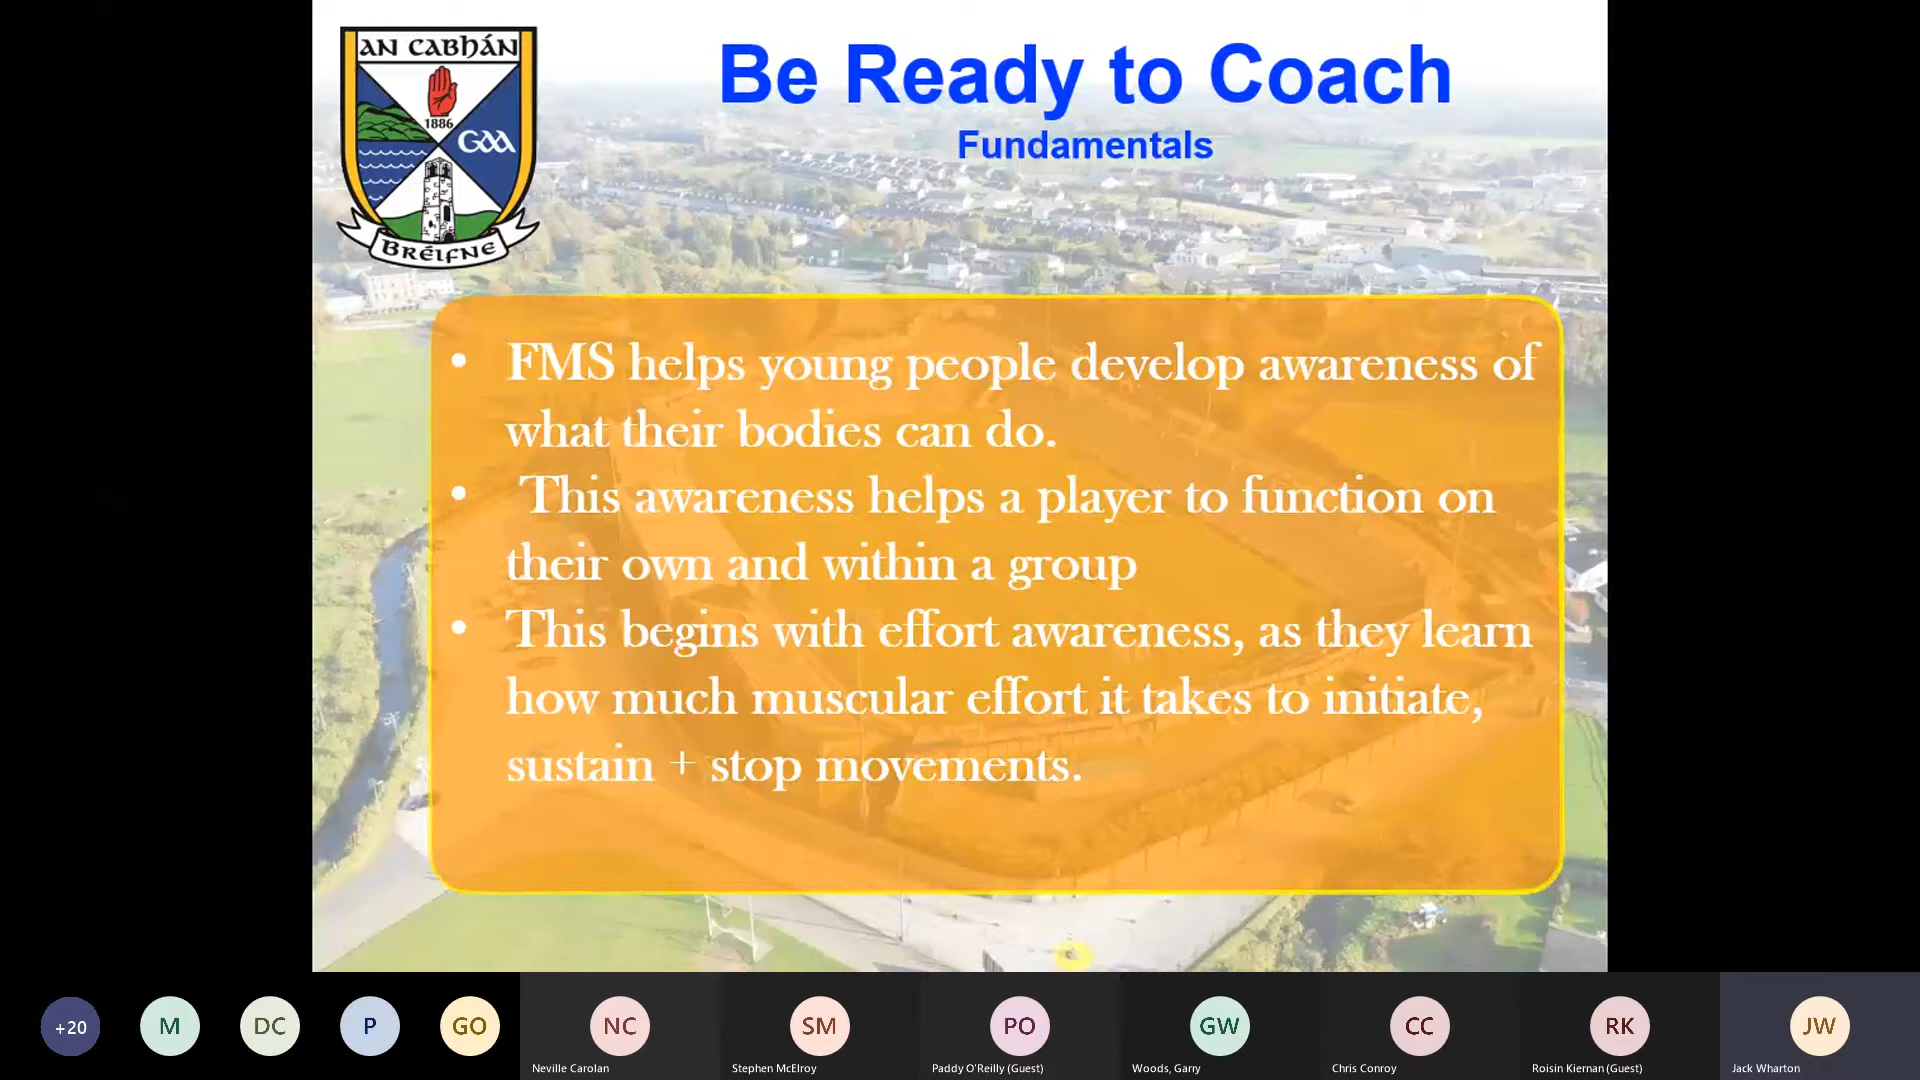 AN CABHÁN
1886
GAA
BRÉIFNE
Be Ready to Coach
Fundamentals
• FMS helps young people develop awareness of
what their bodies can do.
• This awareness helps a player to function on
their own and within a group
• This begins with effort awareness, as they learn
how much muscular effort it takes to initiate,
sustain + stop movements.
+20
M
DC
P
GO
NC
Neville Carolan
SM
Stephen McElroy
PO
Paddy O'Reilly (Guest)
GW
Woods, Garry
CC
Chris Conroy
RK
Roisin Kiernan (Guest)
JW
Jack Wharton